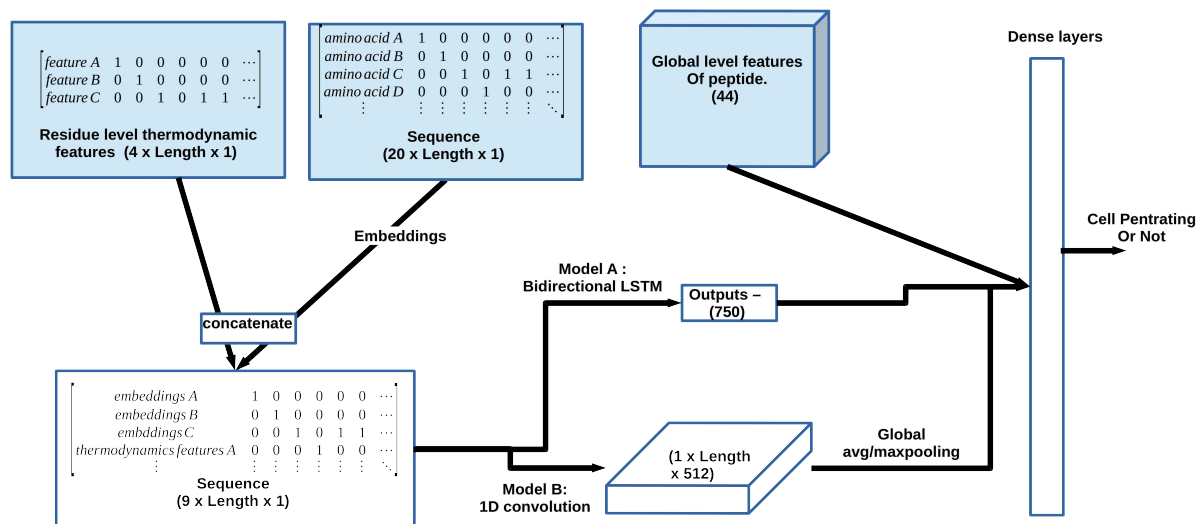 feature A 1 0 0 0 0 0 ⋯
feature B 0 1 0 0 0 0 ⋯
feature C 0 0 1 0 1 1 ⋯
Residue level thermodynamic
features (4 x Length x 1)
amino acid A 1 0 0 0 0 0 ⋯
amino acid B 0 1 0 0 0 0 ⋯
amino acid C 0 0 1 0 1 1 ⋯
amino acid D 0 0 0 1 0 0 ⋯
⋮ ⋮ ⋮ ⋮ ⋮ ⋮ ⋮ ⋱
Sequence
(20 x Length x 1)
Global level features
Of peptide.
(44)
Dense layers
Cell Pentrating
Or Not
Embeddings
concatenate
Model A :
Bidirectional LSTM
Outputs –
(750)
embeddings A 1 0 0 0 0 0 ⋯
embeddings B 0 1 0 0 0 0 ⋯
embddings C 0 0 1 0 1 1 ⋯
thermodynamics features A 0 0 0 1 0 0 ⋯
⋮ ⋮ ⋮ ⋮ ⋮ ⋮ ⋮ ⋱
Sequence
(9 x Length x 1)
Model B:
1D convolution
(1 x Length
x 512)
Global
avg/maxpooling